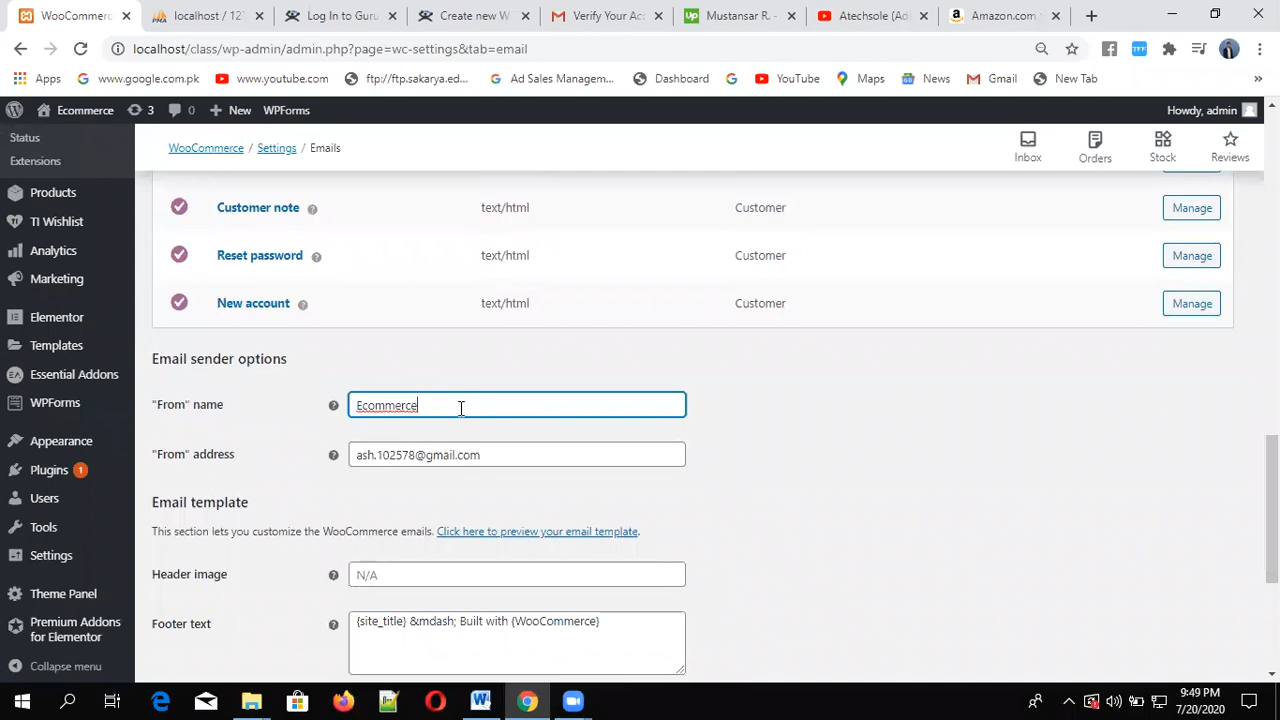 WooCommerc
localhost / 12
Log In to Guru
Create new W
Verify Your Ac
Mustansar R. -
Atechsole (Ad
Amazon.com
localhost/class/wp-admin/admin.php?page=wc-settings&tab=email
Apps
www.google.com.pk
www.youtube.com
ftp://ftp.sakarya.ed...
Ad Sales Managem...
Dashboard
YouTube
Maps
News
Gmail
New Tab
Ecommerce
3
0
New
WPForms
Howdy, admin
Status
Extensions
Products
TI Wishlist
Analytics
Marketing
Elementor
Templates
Essential Addons
WPForms
Appearance
Plugins 1
Users
Tools
Settings
Theme Panel
Premium Addons
for Elementor
Collapse menu
WooCommerce / Settings / Emails
Inbox
Orders
Stock
Reviews
Customer note text/html Customer Manage
Reset password text/html Customer Manage
New account text/html Customer Manage
Email sender options
"From" name Ecommerce
"From" address ash.102578@gmail.com
Email template
This section lets you customize the WooCommerce emails. Click here to preview your email template.
Header image N/A
Footer text {site_title} &mdash; Built with {WooCommerce}
9:49 PM
7/20/2020